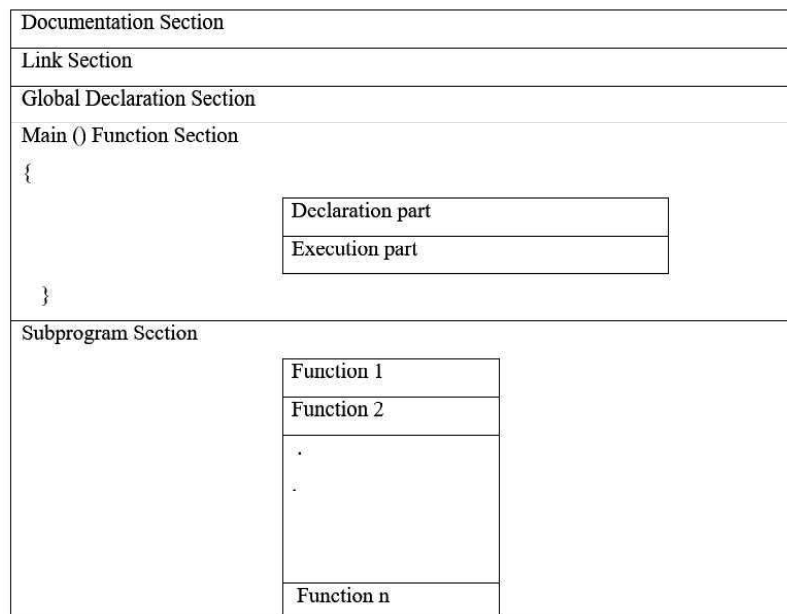 Documentation Section
Link Section
Global Declaration Section
Main () Function Section
{
Declaration part
Execution part
}
Subprogram Section
Function 1
Function 2
.
.
Function n